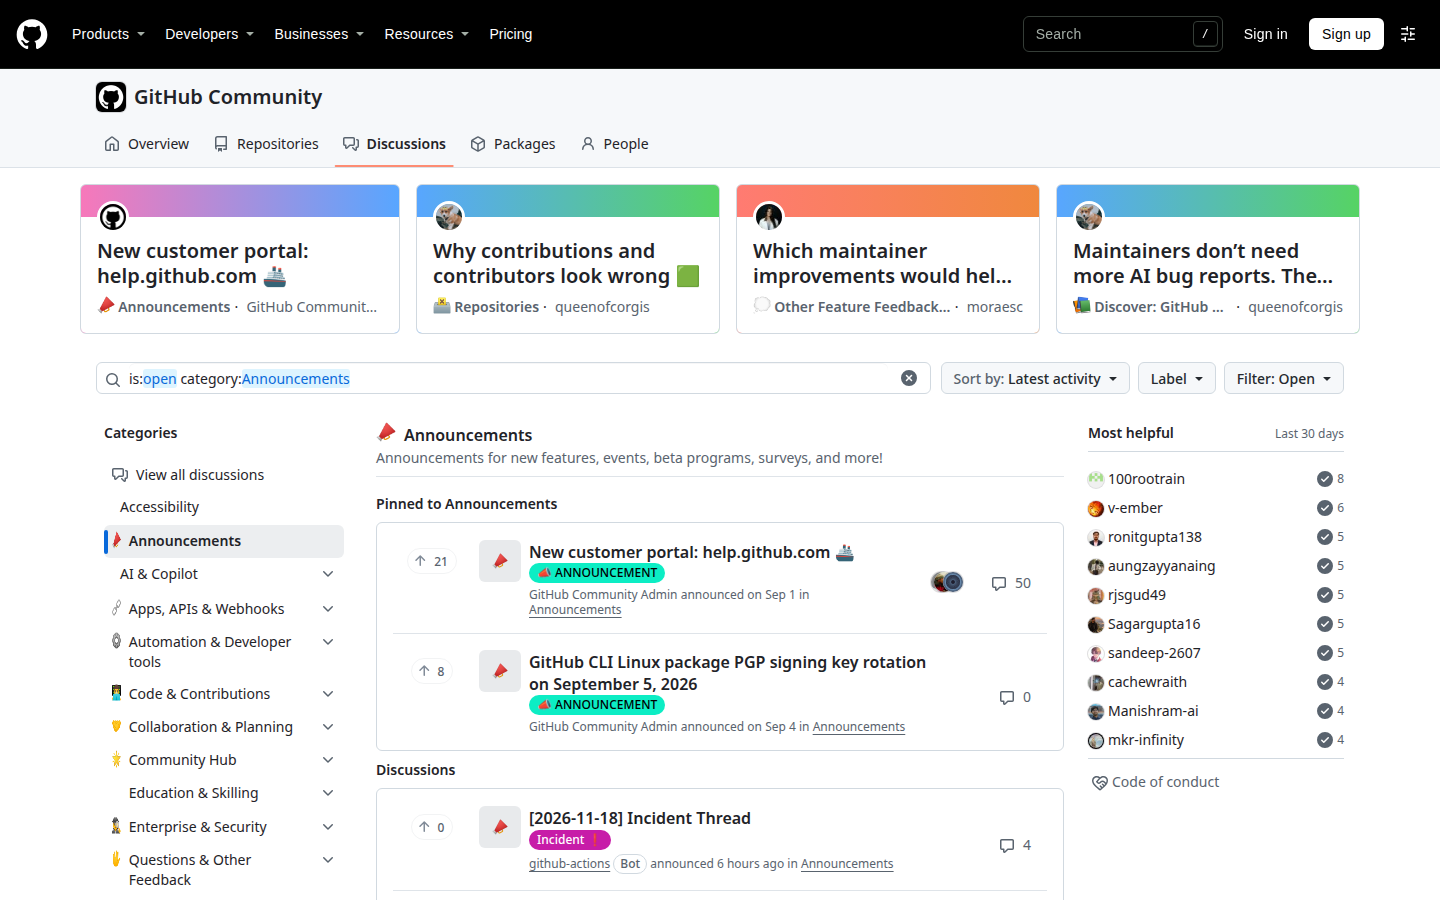 Products
Developers
Businesses
Resources
Pricing
Search
/
Sign in
Sign up
GitHub Community
Overview
Repositories
Discussions
Packages
People
New customer portal:
help.github.com 🚢
📣 Announcements · GitHub Communit...
Why contributions and
contributors look wrong 🟩
🗳️ Repositories · queenofcorgis
Which maintainer
improvements would hel...
💭 Other Feature Feedback... · moraesc
Maintainers don’t need
more AI bug reports. The...
Discover: GitHub ... · queenofcorgis
is:open category:Announcements
Sort by: Latest activity
Label
Filter: Open
Categories
View all discussions
Accessibility
Announcements
AI & Copilot
Apps, APIs & Webhooks
Automation & Developer
tools
Code & Contributions
Collaboration & Planning
Community Hub
Education & Skilling
Enterprise & Security
Questions & Other
Feedback
Announcements
Announcements for new features, events, beta programs, surveys, and more!
Pinned to Announcements
21
New customer portal: help.github.com 🚢
📣 ANNOUNCEMENT
GitHub Community Admin announced on Sep 1 in
Announcements
50
8
GitHub CLI Linux package PGP signing key rotation
on September 5, 2026
📣 ANNOUNCEMENT
GitHub Community Admin announced on Sep 4 in Announcements
0
Discussions
0
[2026-11-18] Incident Thread
Incident ❗
github-actions Bot announced 6 hours ago in Announcements
4
Most helpful
Last 30 days
100rootrain 8
v-ember 6
ronitgupta138 5
aungzayyanaing 5
rjsgud49 5
Sagargupta16 5
sandeep-2607 5
cachewraith 4
Manishram-ai 4
mkr-infinity 4
Code of conduct